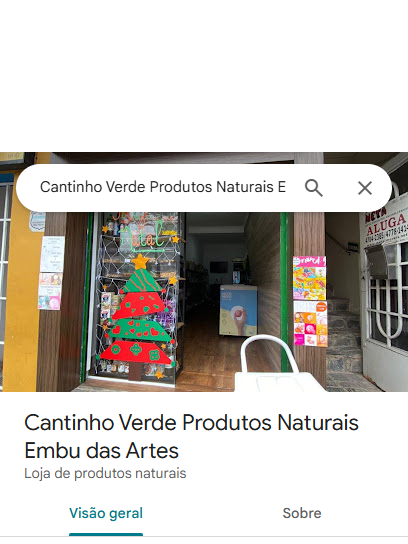 Cantinho Verde Produtos Naturais E
Natal
ALUGA
Cantinho Verde Produtos Naturais
Embu das Artes
Loja de produtos naturais
Visão geral
Sobre